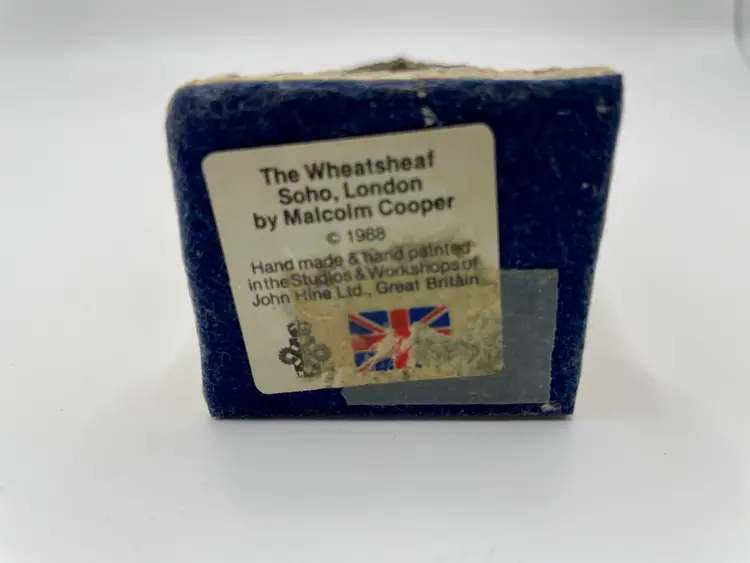 The Wheatsheaf
Soho, London
by Malcolm Cooper
© 1988
Hand made & hand painted
in the Studios & Workshops of
John Hine Ltd., Great Britain